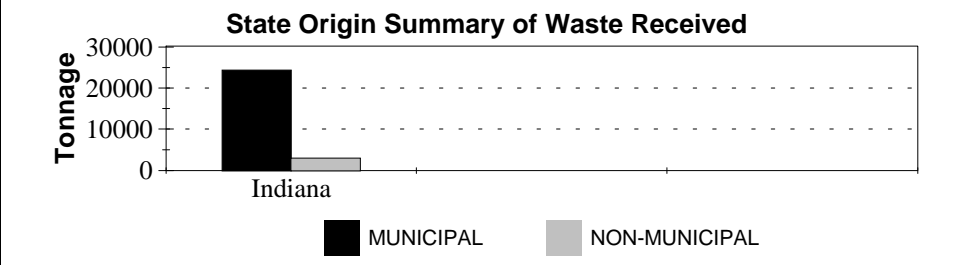 State Origin Summary of Waste Received
Tonnage
30000
20000
10000
0
Indiana
MUNICIPAL NON-MUNICIPAL